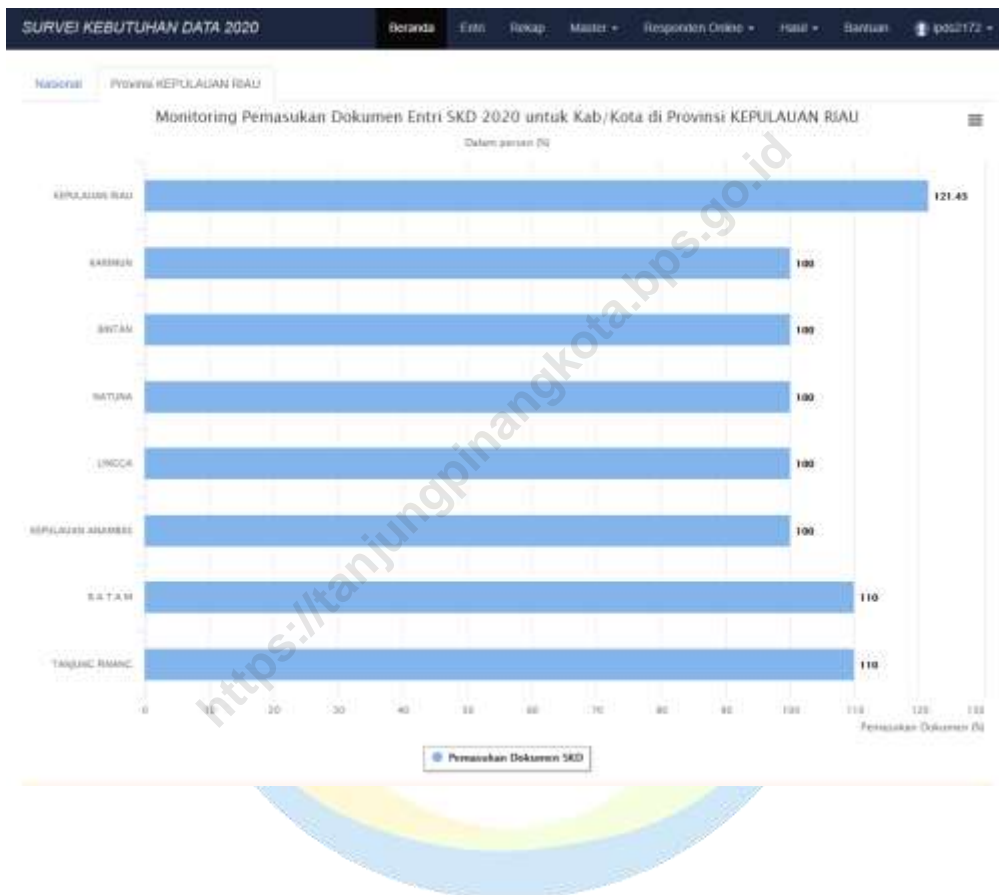 SURVEI KEBUTUHAN DATA 2020
Beranda Entri Rekap Master Responden Online Hasil Bantuan ipds2172
Nasional Provinsi KEPULAUAN RIAU
Monitoring Pemasukan Dokumen Entri SKD 2020 untuk Kab/Kota di Provinsi KEPULAUAN RIAU
Dalam persen (%)
KEPULAUAN RIAU 121.43
KARIMUN 100
BINTAN 100
NATUNA 100
LINGGA 100
KEPULAUAN ANAMBAS 100
B A T A M 110
TANJUNG PINANG 110
0 10 20 30 40 50 60 70 80 90 100 110 120 130
Pemasukan Dokumen (%)
Pemasukan Dokumen SKD
https://tanjungpinangkota.bps.go.id